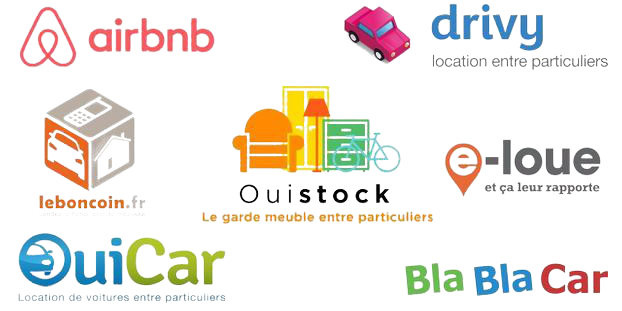 airbnb
drivy
location entre particuliers
leboncoin.fr
Ouistock
Le garde meuble entre particuliers
e-loue
et ça leur rapporte
OuiCar
Location de voitures entre particuliers
Bla Bla Car